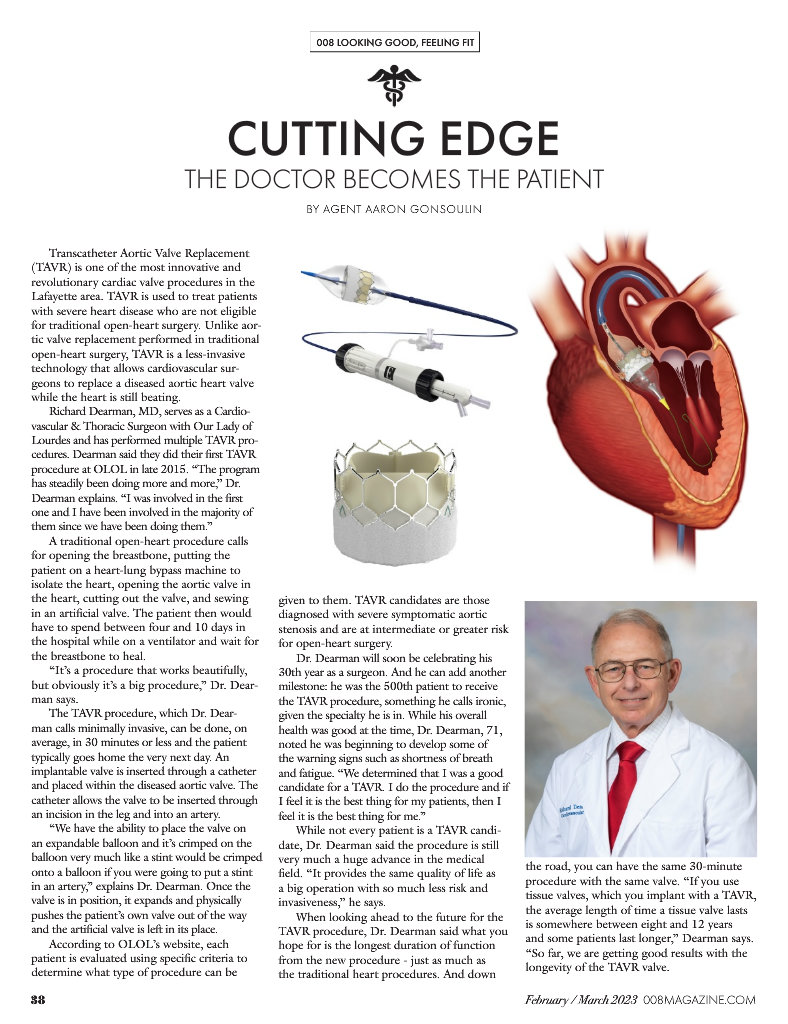 008 LOOKING GOOD, FEELING FIT
CUTTING EDGE
THE DOCTOR BECOMES THE PATIENT
BY AGENT AARON GONSOULIN
Transcatheter Aortic Valve Replacement
(TAVR) is one of the most innovative and
revolutionary cardiac valve procedures in the
Lafayette area. TAVR is used to treat patients
with severe heart disease who are not eligible
for traditional open-heart surgery. Unlike aor-
tic valve replacement performed in traditional
open-heart surgery, TAVR is a less-invasive
technology that allows cardiovascular sur-
geons to replace a diseased aortic heart valve
while the heart is still beating.
Richard Dearman, MD, serves as a Cardio-
vascular & Thoracic Surgeon with Our Lady of
Lourdes and has performed multiple TAVR pro-
cedures. Dearman said they did their first TAVR
procedure at OLOL in late 2015. “The program
has steadily been doing more and more,” Dr.
Dearman explains. “I was involved in the first
one and I have been involved in the majority of
them since we have been doing them.”
A traditional open-heart procedure calls
for opening the breastbone, putting the
patient on a heart-lung bypass machine to
isolate the heart, opening the aortic valve in
the heart, cutting out the valve, and sewing
in an artificial valve. The patient then would
have to spend between four and 10 days in
the hospital while on a ventilator and wait for
the breastbone to heal.
“It’s a procedure that works beautifully,
but obviously it’s a big procedure,” Dr. Dear-
man says.
The TAVR procedure, which Dr. Dear-
man calls minimally invasive, can be done, on
average, in 30 minutes or less and the patient
typically goes home the very next day. An
implantable valve is inserted through a catheter
and placed within the diseased aortic valve. The
catheter allows the valve to be inserted through
an incision in the leg and into an artery.
“We have the ability to place the valve on
an expandable balloon and it’s crimped on the
balloon very much like a stint would be crimped
onto a balloon if you were going to put a stint
in an artery,” explains Dr. Dearman. Once the
valve is in position, it expands and physically
pushes the patient’s own valve out of the way
and the artificial valve is left in its place.
According to OLOL’s website, each
patient is evaluated using specific criteria to
determine what type of procedure can be
given to them. TAVR candidates are those
diagnosed with severe symptomatic aortic
stenosis and are at intermediate or greater risk
for open-heart surgery.
Dr. Dearman will soon be celebrating his
30th year as a surgeon. And he can add another
milestone: he was the 500th patient to receive
the TAVR procedure, something he calls ironic,
given the specialty he is in. While his overall
health was good at the time, Dr. Dearman, 71,
noted he was beginning to develop some of
the warning signs such as shortness of breath
and fatigue. “We determined that I was a good
candidate for a TAVR. I do the procedure and if
I feel it is the best thing for my patients, then I
feel it is the best thing for me.”
While not every patient is a TAVR candi-
date, Dr. Dearman said the procedure is still
very much a huge advance in the medical
field. “It provides the same quality of life as
a big operation with so much less risk and
invasiveness,” he says.
When looking ahead to the future for the
TAVR procedure, Dr. Dearman said what you
hope for is the longest duration of function
from the new procedure - just as much as
the traditional heart procedures. And down
the road, you can have the same 30-minute
procedure with the same valve. “If you use
tissue valves, which you implant with a TAVR,
the average length of time a tissue valve lasts
is somewhere between eight and 12 years
and some patients last longer,” Dearman says.
“So far, we are getting good results with the
longevity of the TAVR valve.
38
February / March 2023 008MAGAZINE.COM